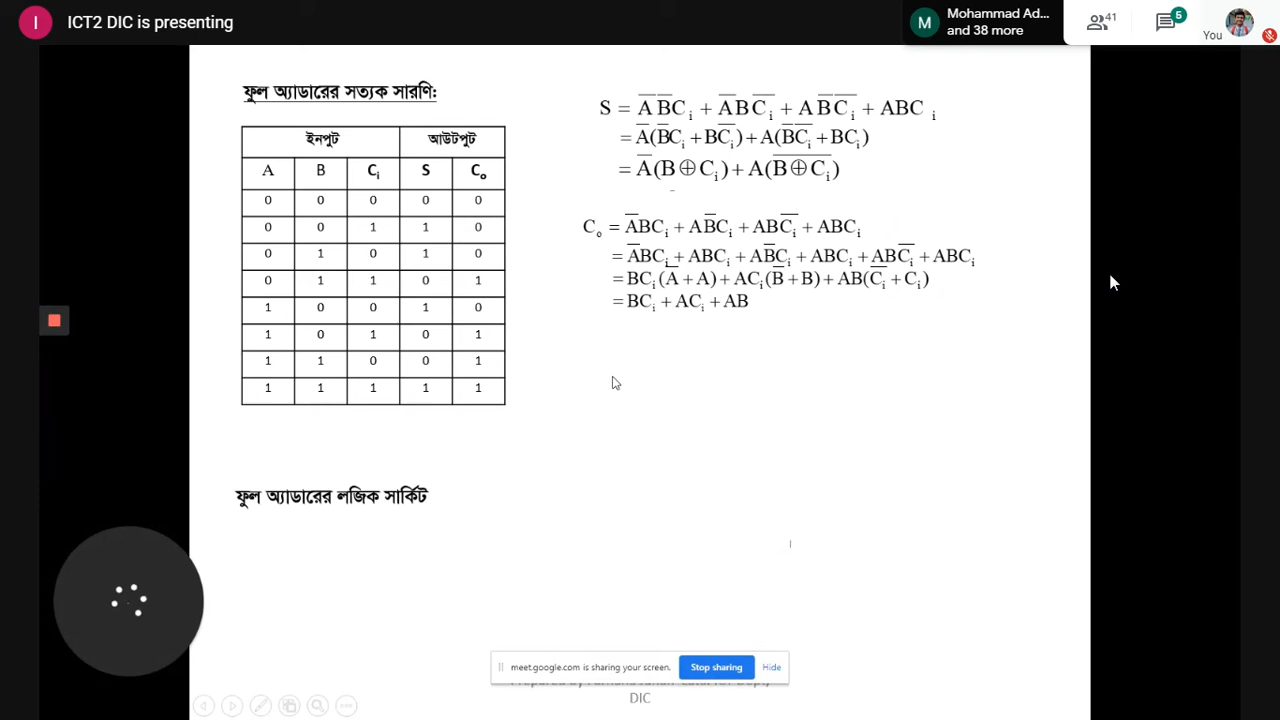 I ICT2 DIC is presenting
M Mohammad Ad...
and 38 more
41
5
You
ফুল অ্যাডারের সত্যক সারণি:
ইনপুট আউটপুট
A B Cᵢ S Cₒ
0 0 0 0 0
0 0 1 1 0
0 1 0 1 0
0 1 1 0 1
1 0 0 1 0
1 0 1 0 1
1 1 0 0 1
1 1 1 1 1
S = A̅ B̅ Cᵢ + A̅ B C̅ᵢ + A B̅ C̅ᵢ + ABC ᵢ
= A̅(B̅Cᵢ + BC̅ᵢ) + A(B̅C̅ᵢ + BCᵢ)
= A̅(B ⊕ Cᵢ) + A(B̅ ⊕̅ C̅ᵢ)
Cₒ = A̅BCᵢ + AB̅Cᵢ + ABC̅ᵢ + ABCᵢ
= A̅BCᵢ + ABCᵢ + AB̅Cᵢ + ABCᵢ + ABC̅ᵢ + ABCᵢ
= BCᵢ(A̅ + A) + ACᵢ(B̅ + B) + AB(C̅ᵢ + Cᵢ)
= BCᵢ + ACᵢ + AB
ফুল অ্যাডারের লজিক সার্কিট
meet.google.com is sharing your screen. Stop sharing Hide
DIC